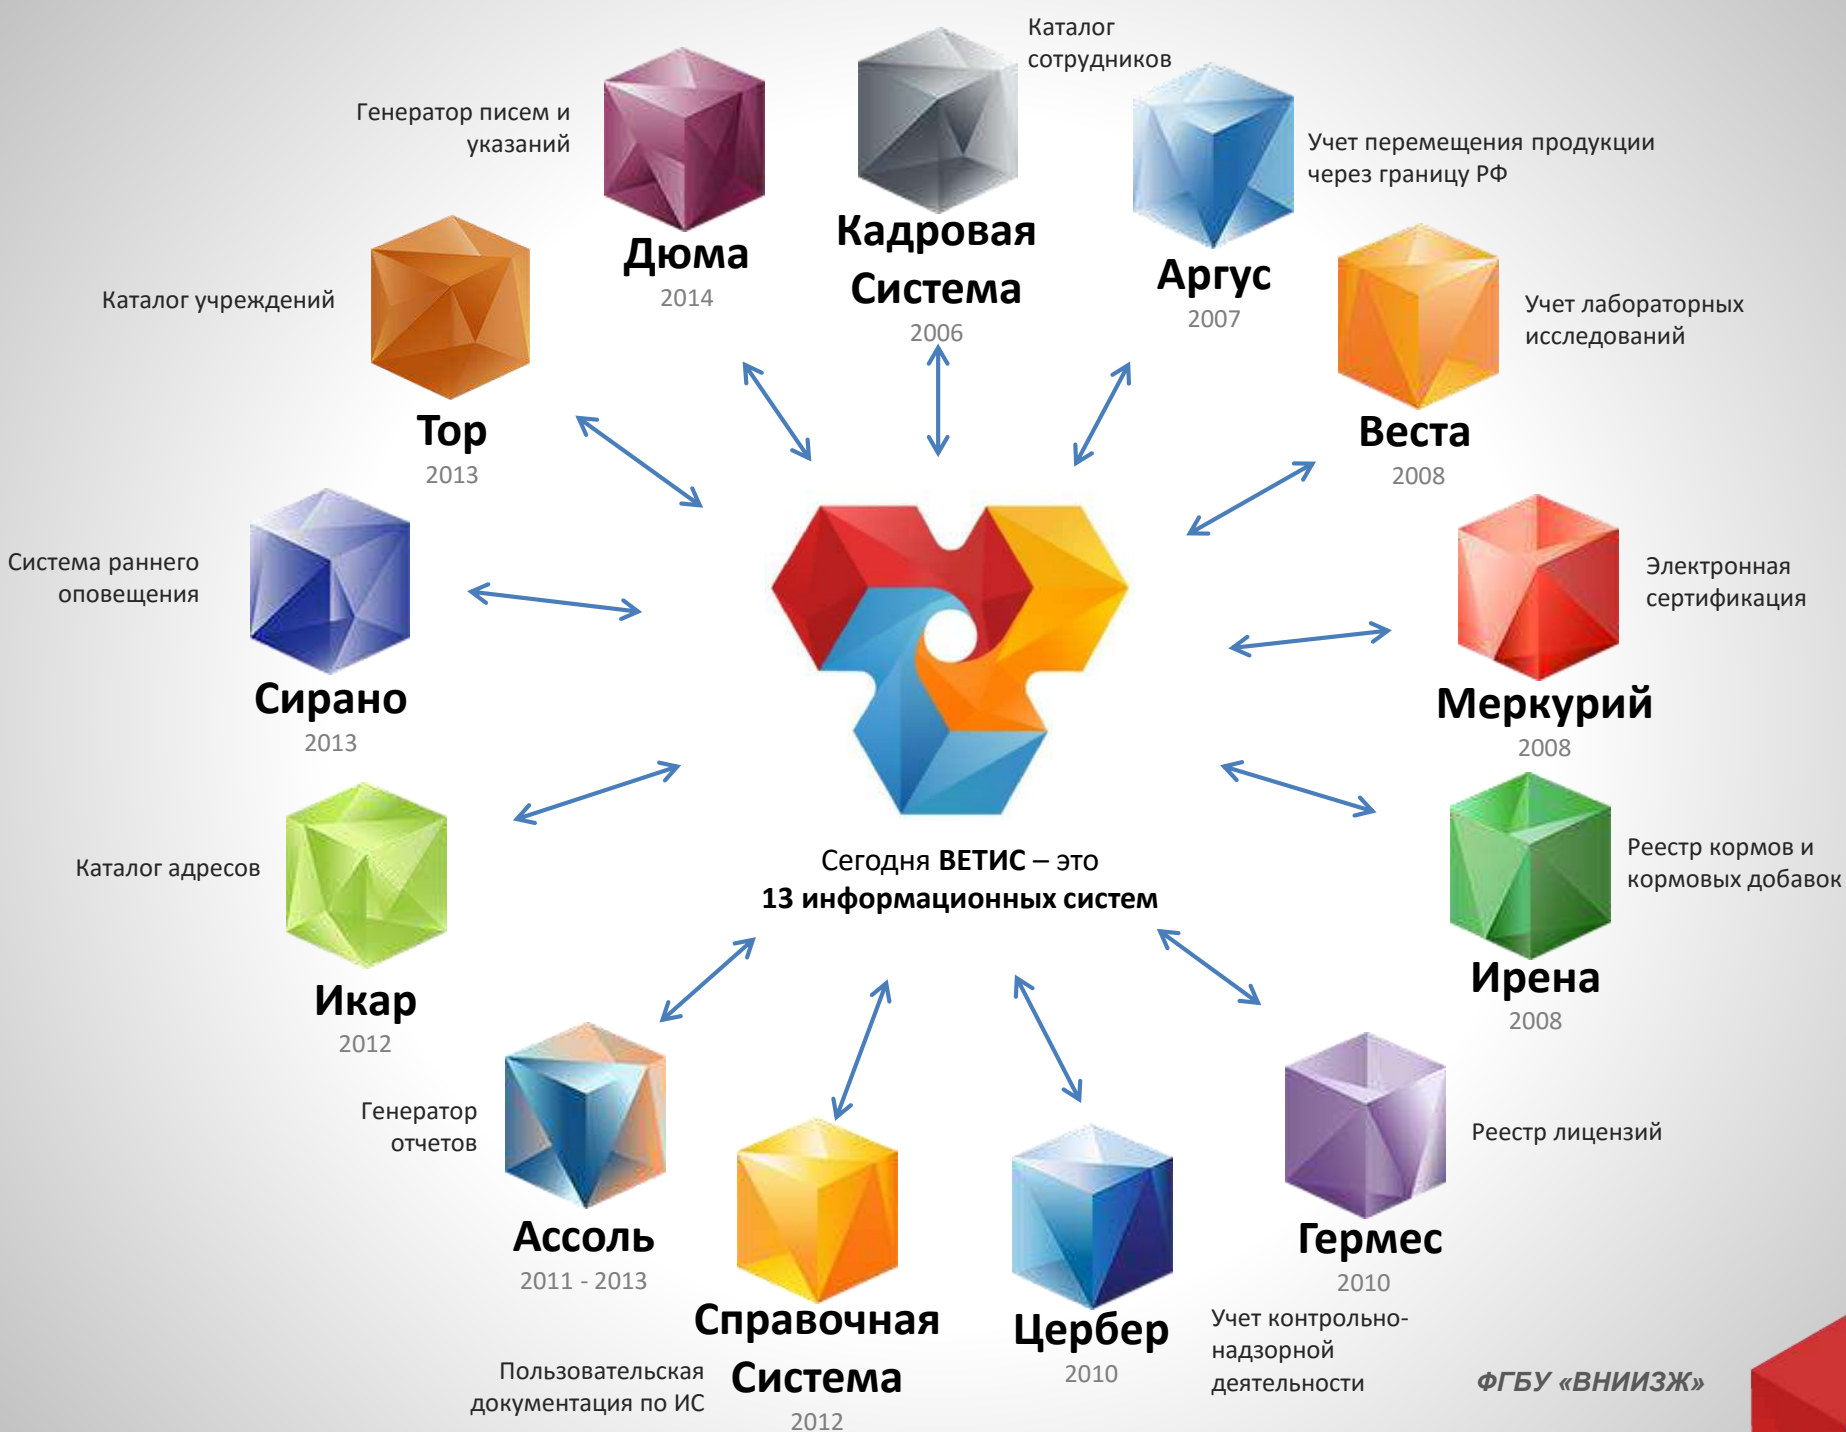 Каталог
сотрудников
Кадровая
Система
2006
Учет перемещения продукции
через границу РФ
Аргус
2007
Учет лабораторных
исследований
Веста
2008
Электронная
сертификация
Меркурий
2008
Реестр кормов и
кормовых добавок
Ирена
2008
Реестр лицензий
Гермес
2010
Учет контрольно-
надзорной
деятельности
Цербер
2010
Справочная
Система
2012
Пользовательская
документация по ИС
Генератор
отчетов
Ассоль
2011 - 2013
Каталог адресов
Икар
2012
Система раннего
оповещения
Сирано
2013
Каталог учреждений
Тор
2013
Генератор писем и
указаний
Дюма
2014
Сегодня ВЕТИС – это
13 информационных систем
ФГБУ «ВНИИЗЖ»